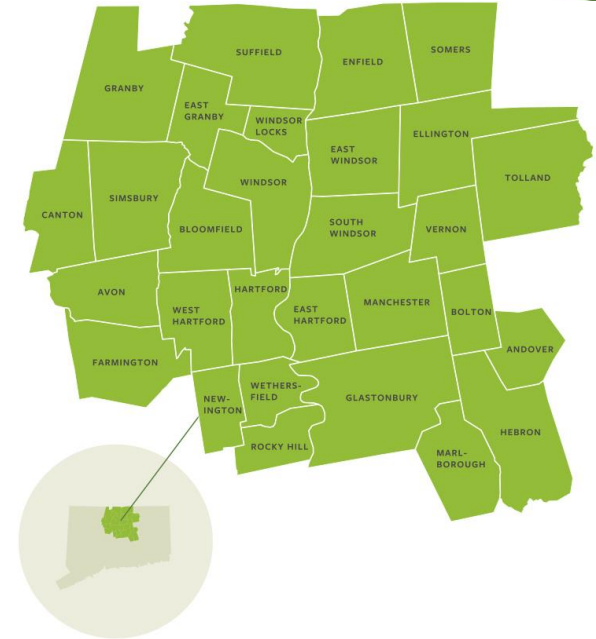 SUFFIELD
ENFIELD
SOMERS
GRANBY
EAST
GRANBY
WINDSOR
LOCKS
ELLINGTON
EAST
WINDSOR
TOLLAND
WINDSOR
SIMSBURY
CANTON
BLOOMFIELD
SOUTH
WINDSOR
VERNON
AVON
WEST
HARTFORD
HARTFORD
EAST
HARTFORD
MANCHESTER
BOLTON
ANDOVER
FARMINGTON
NEW-
INGTON
WETHERS-
FIELD
GLASTONBURY
ROCKY HILL
MARL-
BOROUGH
HEBRON